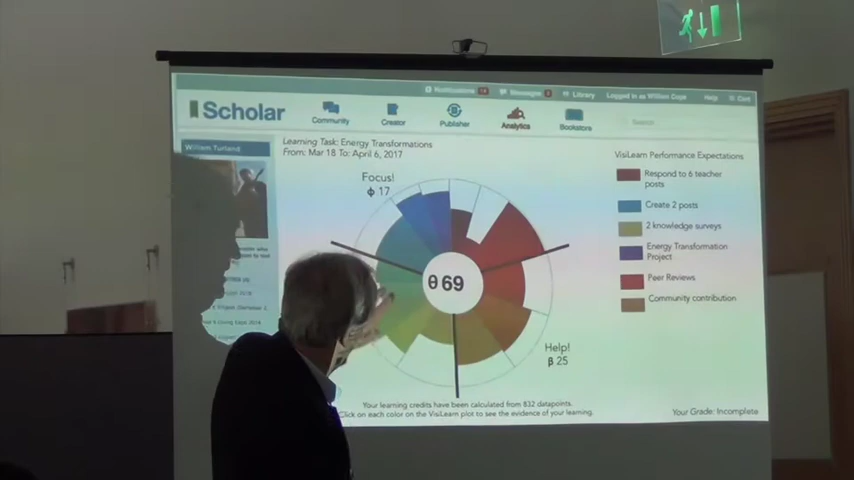 Notifications
Messages
Library
Logged in as William Cope
Help
Cart
Scholar
Community
Creator
Publisher
Analytics
Bookstore
Search
William Turland
Learning Task: Energy Transformations
From: Mar 18 To: April 6, 2017
Focus!
ϕ 17
θ 69
Help!
β 25
VisiLearn Performance Expectations
Respond to 6 teacher
posts
Create 2 posts
2 knowledge surveys
Energy Transformation
Project
Peer Reviews
Community contribution
Your learning credits have been calculated from 832 datapoints.
Click on each color on the VisiLearn plot to see the evidence of your learning.
Your Grade: Incomplete